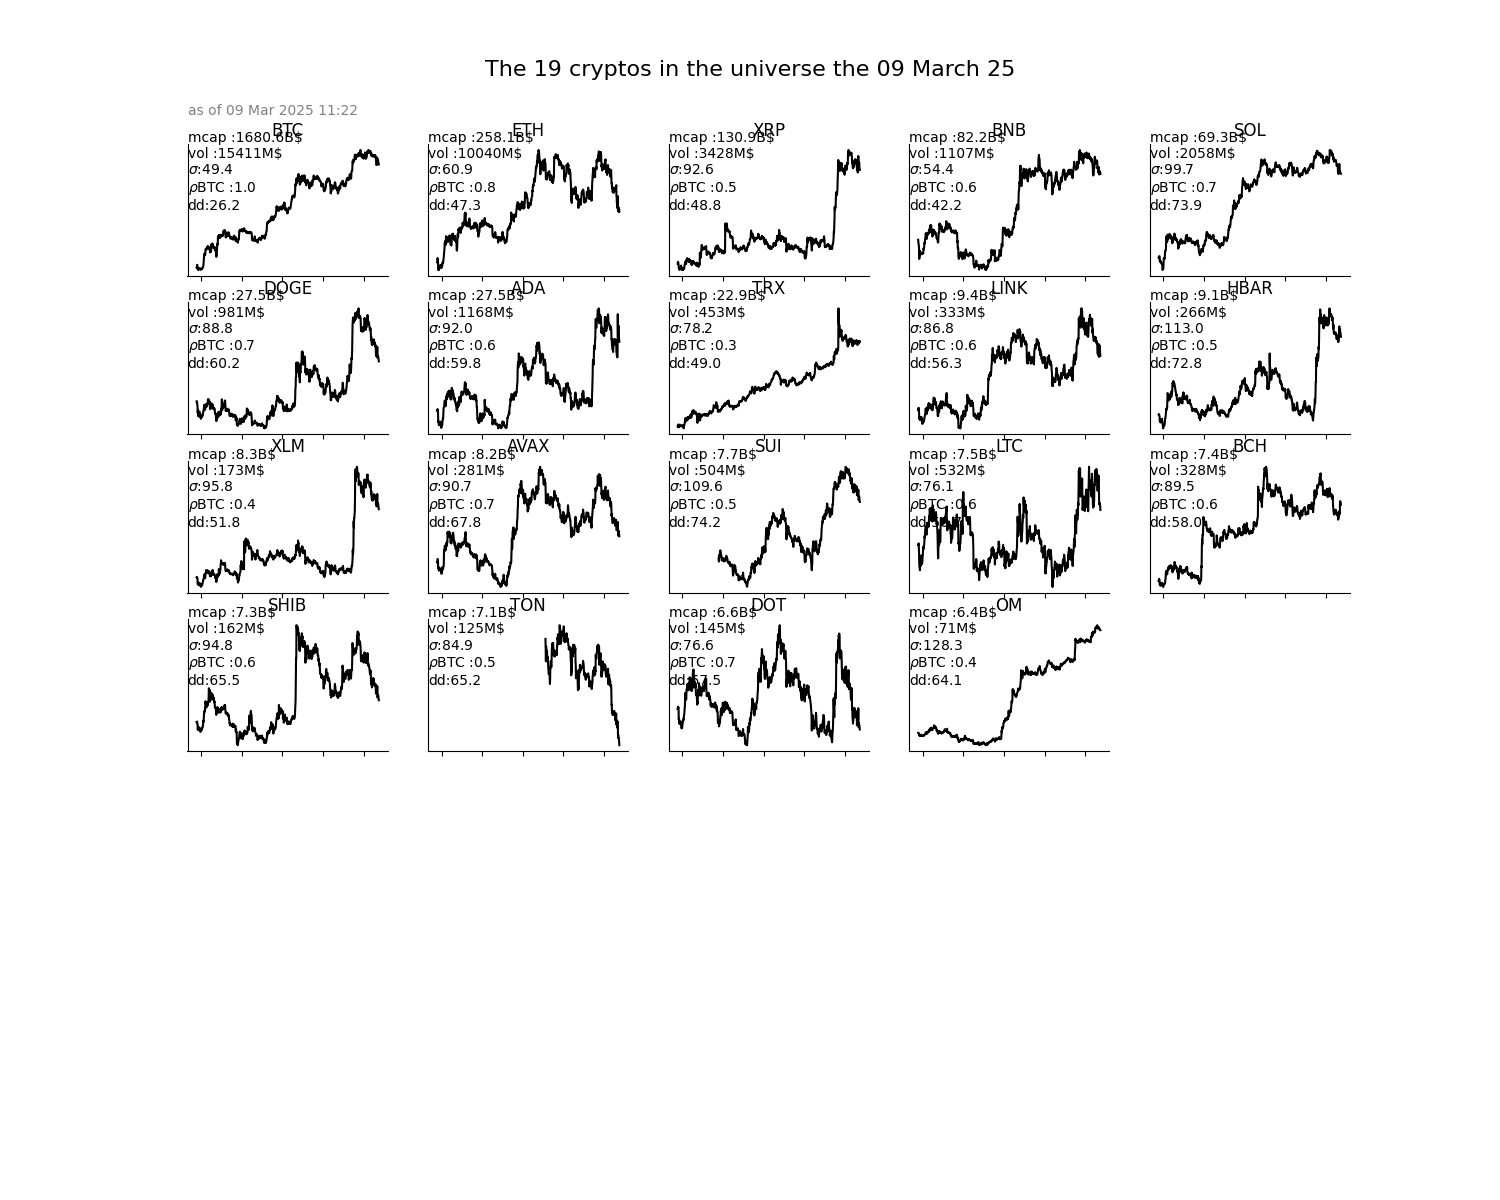 The 19 cryptos in the universe the 09 March 25
as of 09 Mar 2025 11:22
BTC
mcap :1680.6B$
vol :15411M$
σ:49.4
ρBTC :1.0
dd:26.2
ETH
mcap :258.1B$
vol :10040M$
σ:60.9
ρBTC :0.8
dd:47.3
XRP
mcap :130.9B$
vol :3428M$
σ:92.6
ρBTC :0.5
dd:48.8
BNB
mcap :82.2B$
vol :1107M$
σ:54.4
ρBTC :0.6
dd:42.2
SOL
mcap :69.3B$
vol :2058M$
σ:99.7
ρBTC :0.7
dd:73.9
DOGE
mcap :27.5B$
vol :981M$
σ:88.8
ρBTC :0.7
dd:60.2
ADA
mcap :27.5B$
vol :1168M$
σ:92.0
ρBTC :0.6
dd:59.8
TRX
mcap :22.9B$
vol :453M$
σ:78.2
ρBTC :0.3
dd:49.0
LINK
mcap :9.4B$
vol :333M$
σ:86.8
ρBTC :0.6
dd:56.3
HBAR
mcap :9.1B$
vol :266M$
σ:113.0
ρBTC :0.5
dd:72.8
XLM
mcap :8.3B$
vol :173M$
σ:95.8
ρBTC :0.4
dd:51.8
AVAX
mcap :8.2B$
vol :281M$
σ:90.7
ρBTC :0.7
dd:67.8
SUI
mcap :7.7B$
vol :504M$
σ:109.6
ρBTC :0.5
dd:74.2
LTC
mcap :7.5B$
vol :532M$
σ:76.1
ρBTC :0.6
BCH
mcap :7.4B$
vol :328M$
σ:89.5
ρBTC :0.6
dd:58.0
SHIB
mcap :7.3B$
vol :162M$
σ:94.8
ρBTC :0.6
dd:65.5
TON
mcap :7.1B$
vol :125M$
σ:84.9
ρBTC :0.5
dd:65.2
DOT
mcap :6.6B$
vol :145M$
σ:76.6
ρBTC :0.7
dd:67.5
OM
mcap :6.4B$
vol :71M$
σ:128.3
ρBTC :0.4
dd:64.1